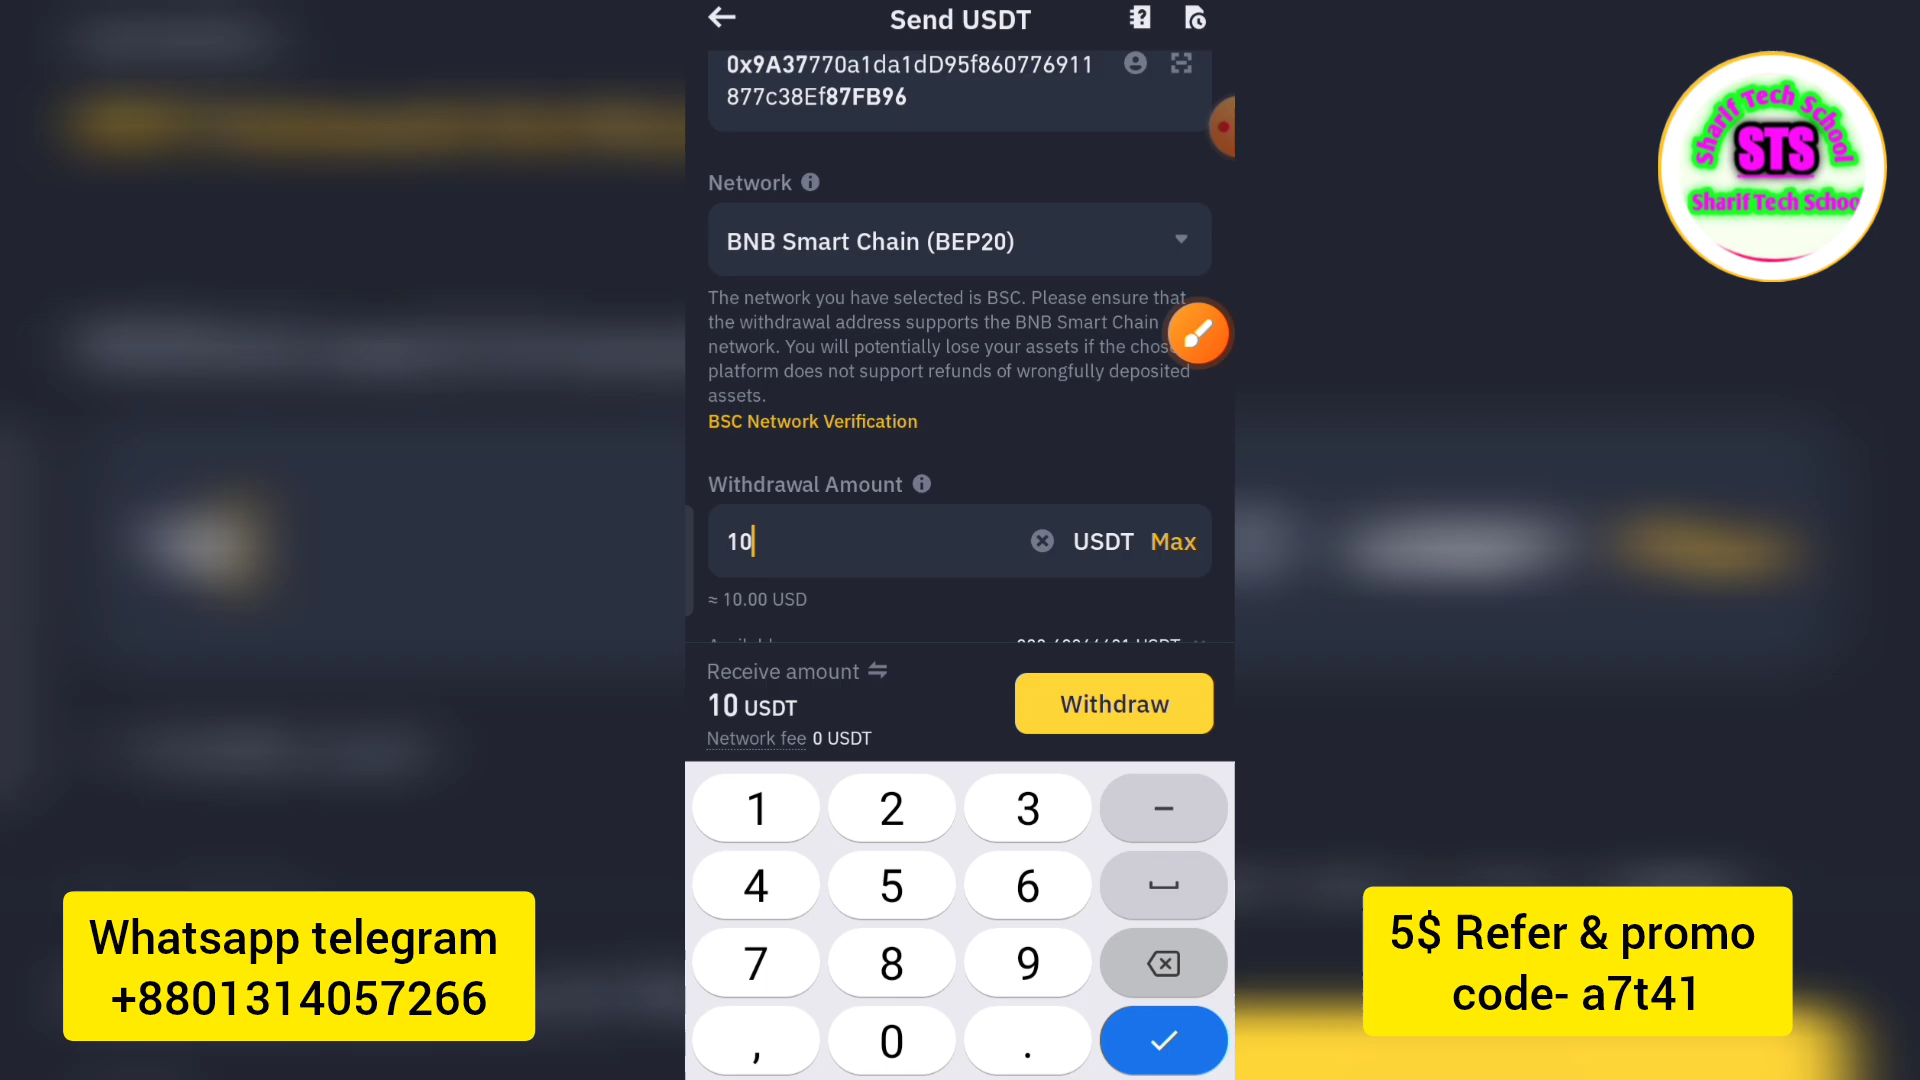 Send USDT
0x9A37770a1da1dD95f860776911
877c38Ef87FB96
Network
BNB Smart Chain (BEP20)
The network you have selected is BSC. Please ensure that
the withdrawal address supports the BNB Smart Chain
network. You will potentially lose your assets if the
platform does not support refunds of wrongfully deposited
assets.
BSC Network Verification
Withdrawal Amount
10
USDT Max
≈ 10.00 USD
Receive amount
10 USDT
Network fee 0 USDT
Withdraw
1 2 3 -
4 5 6
7 8 9
, 0 .
Sharif Tech School
STS
Sharif Tech Schoo
Whatsapp telegram
+8801314057266
5$ Refer & promo
code- a7t41